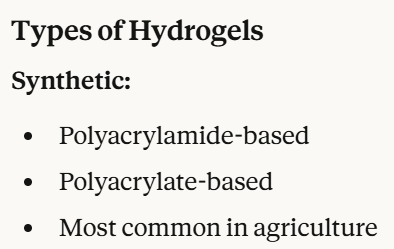 Types of Hydrogels
Synthetic:
• Polyacrylamide-based
• Polyacrylate-based
• Most common in agriculture